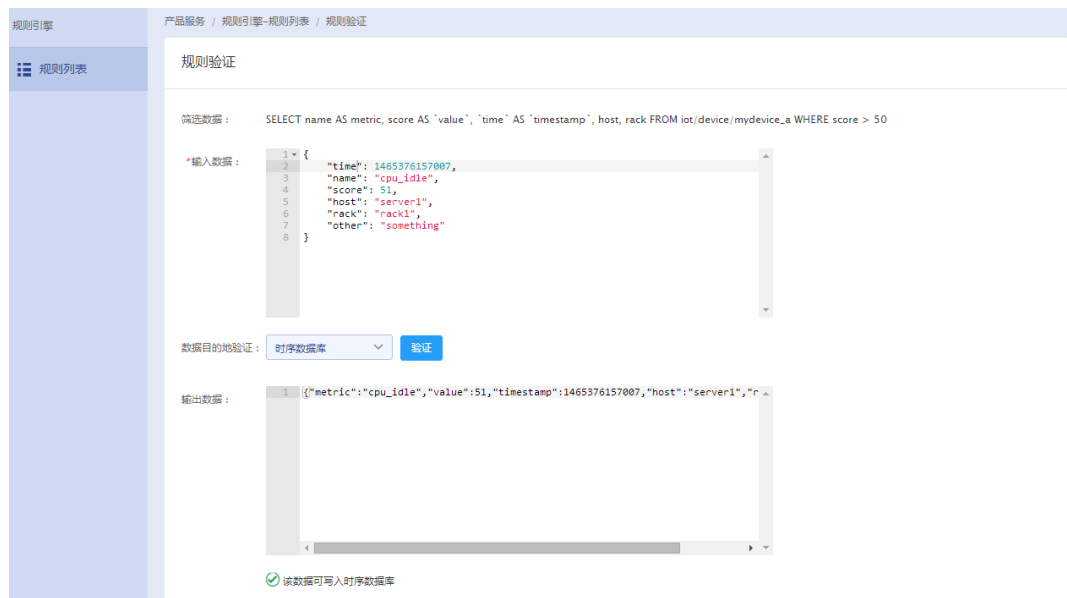 规则引擎
规则列表
产品服务 / 规则引擎-规则列表 / 规则验证
规则验证
筛选数据： SELECT name AS metric, score AS `value`, `time` AS `timestamp`, host, rack FROM iot/device/mydevice_a WHERE score > 50
*输入数据：
1 {
2 "time": 1465376157007,
3 "name": "cpu_idle",
4 "score": 51,
5 "host": "server1",
6 "rack": "rack1",
7 "other": "something"
8 }
数据目的地验证： 时序数据库 验证
输出数据：
1 {"metric":"cpu_idle","value":51,"timestamp":1465376157007,"host":"server1","r
该数据可写入时序数据库